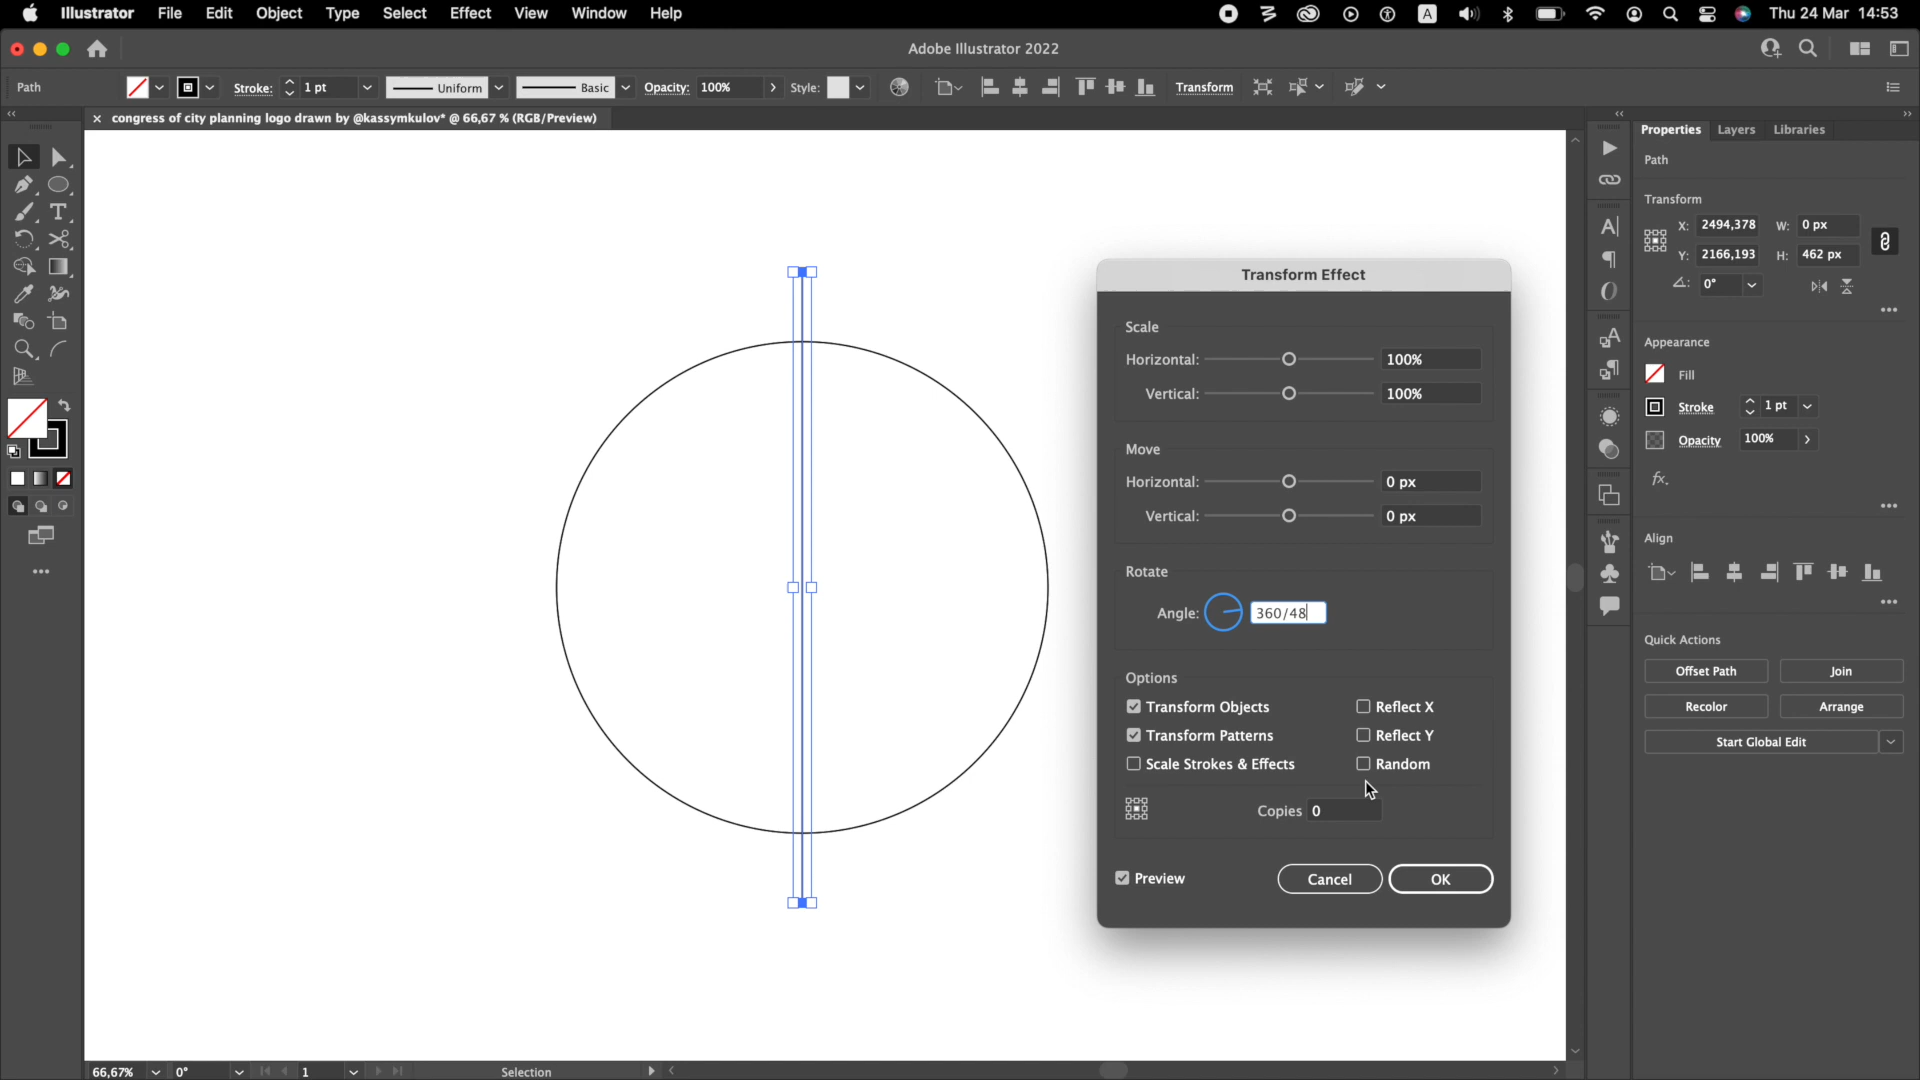 Illustrator File Edit Object Type Select Effect View Window Help A Thu 24 Mar 14:53
Adobe Illustrator 2022
Path Stroke: 1 pt Uniform Basic Opacity: 100% Style: Transform
congress of city planning logo drawn by @kassymkulov* @ 66,67 % (RGB/Preview)
Properties Layers Libraries
Path
Transform
X: 2494,378 W: 0 px
Y: 2166,193 H: 462 px
0°
Appearance
Fill
Stroke 1 pt
Opacity 100%
fx.
Align
Quick Actions
Offset Path Join
Recolor Arrange
Start Global Edit
Transform Effect
Scale
Horizontal: 100%
Vertical: 100%
Move
Horizontal: 0 px
Vertical: 0 px
Rotate
Angle: 360/48
Options
Transform Objects Reflect X
Transform Patterns Reflect Y
Scale Strokes & Effects Random
Copies 0
Preview Cancel OK
66,67% 0° 1 Selection